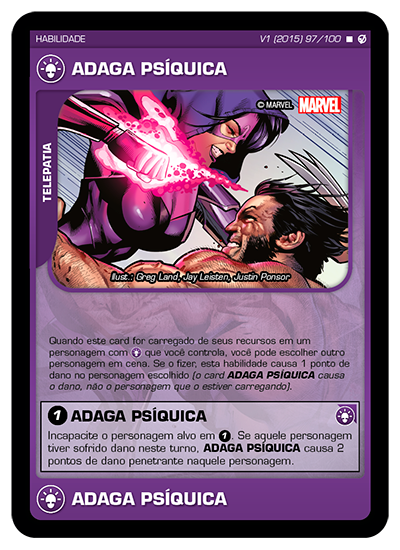 HABILIDADE V1 (2015) 97/100
ADAGA PSÍQUICA
© MARVEL MARVEL
TELEPATIA
Illust.: Greg Land, Jay Leisten, Justin Ponsor
Quando este card for carregado de seus recursos em um
personagem com que você controla, você pode escolher outro
personagem em cena. Se o fizer, esta habilidade causa 1 ponto de
dano no personagem escolhido (o card ADAGA PSÍQUICA causa
o dano, não o personagem que o estiver carregando).
1 ADAGA PSÍQUICA
Incapacite o personagem alvo em 1. Se aquele personagem
tiver sofrido dano neste turno, ADAGA PSÍQUICA causa 2
pontos de dano penetrante naquele personagem.
ADAGA PSÍQUICA